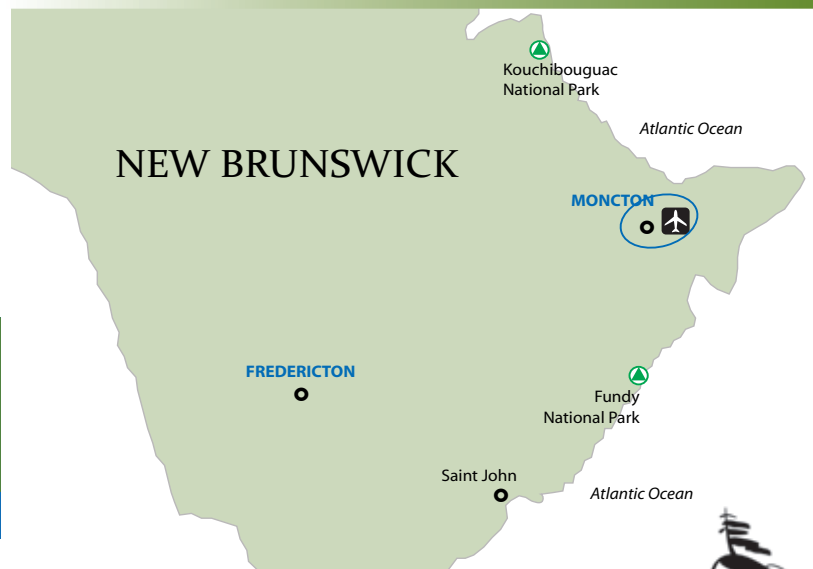 Kouchibouguac
National Park
Atlantic Ocean
NEW BRUNSWICK
MONCTON
FREDERICTON
Fundy
National Park
Saint John
Atlantic Ocean